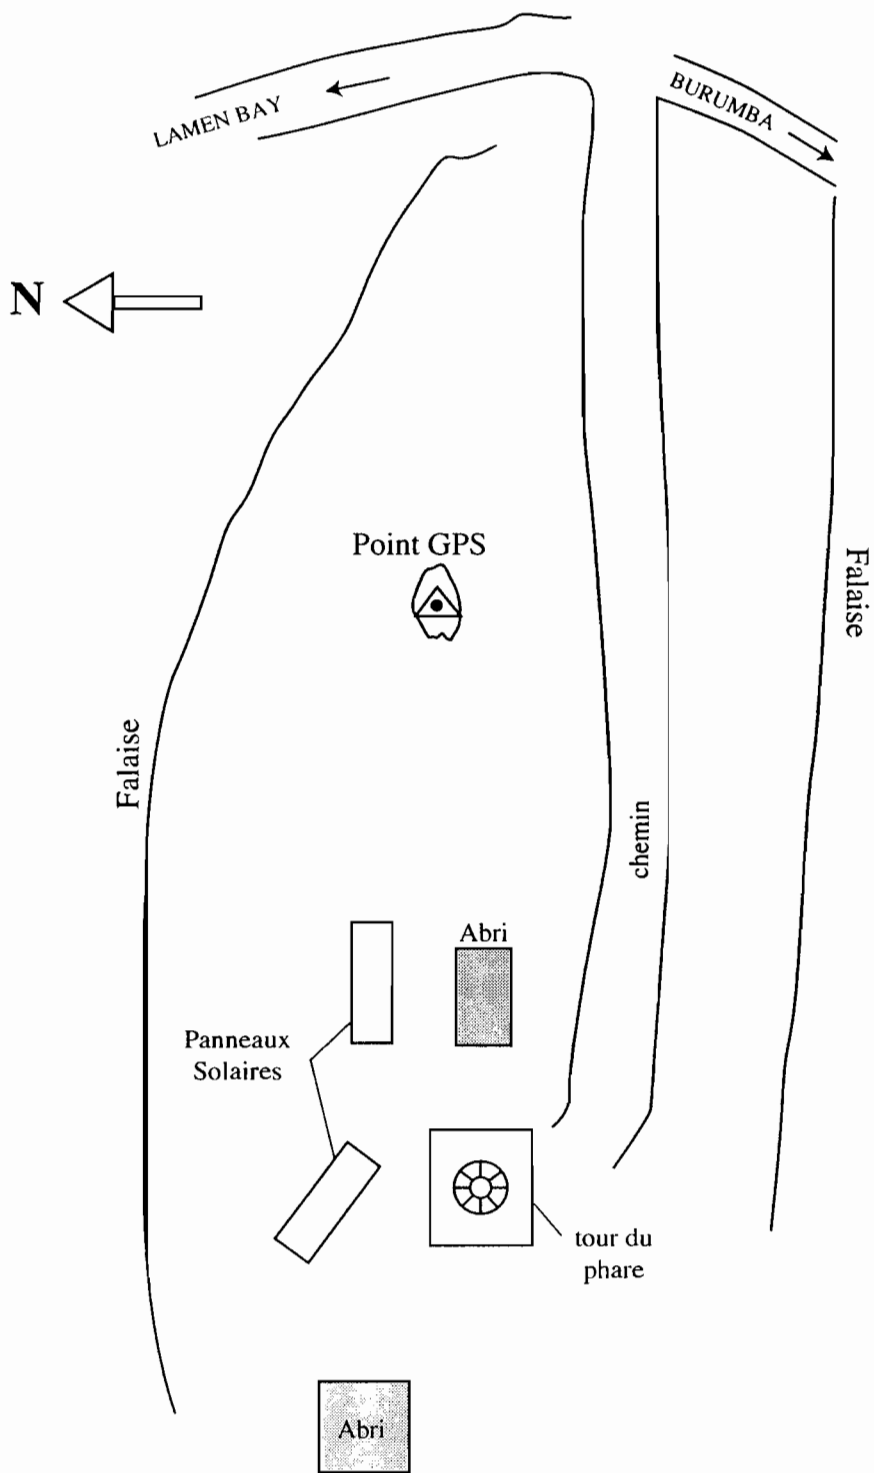 LAMEN BAY
BURUMBA
N
Point GPS
Falaise
Falaise
chemin
Abri
Panneaux
Solaires
tour du
phare
Abri